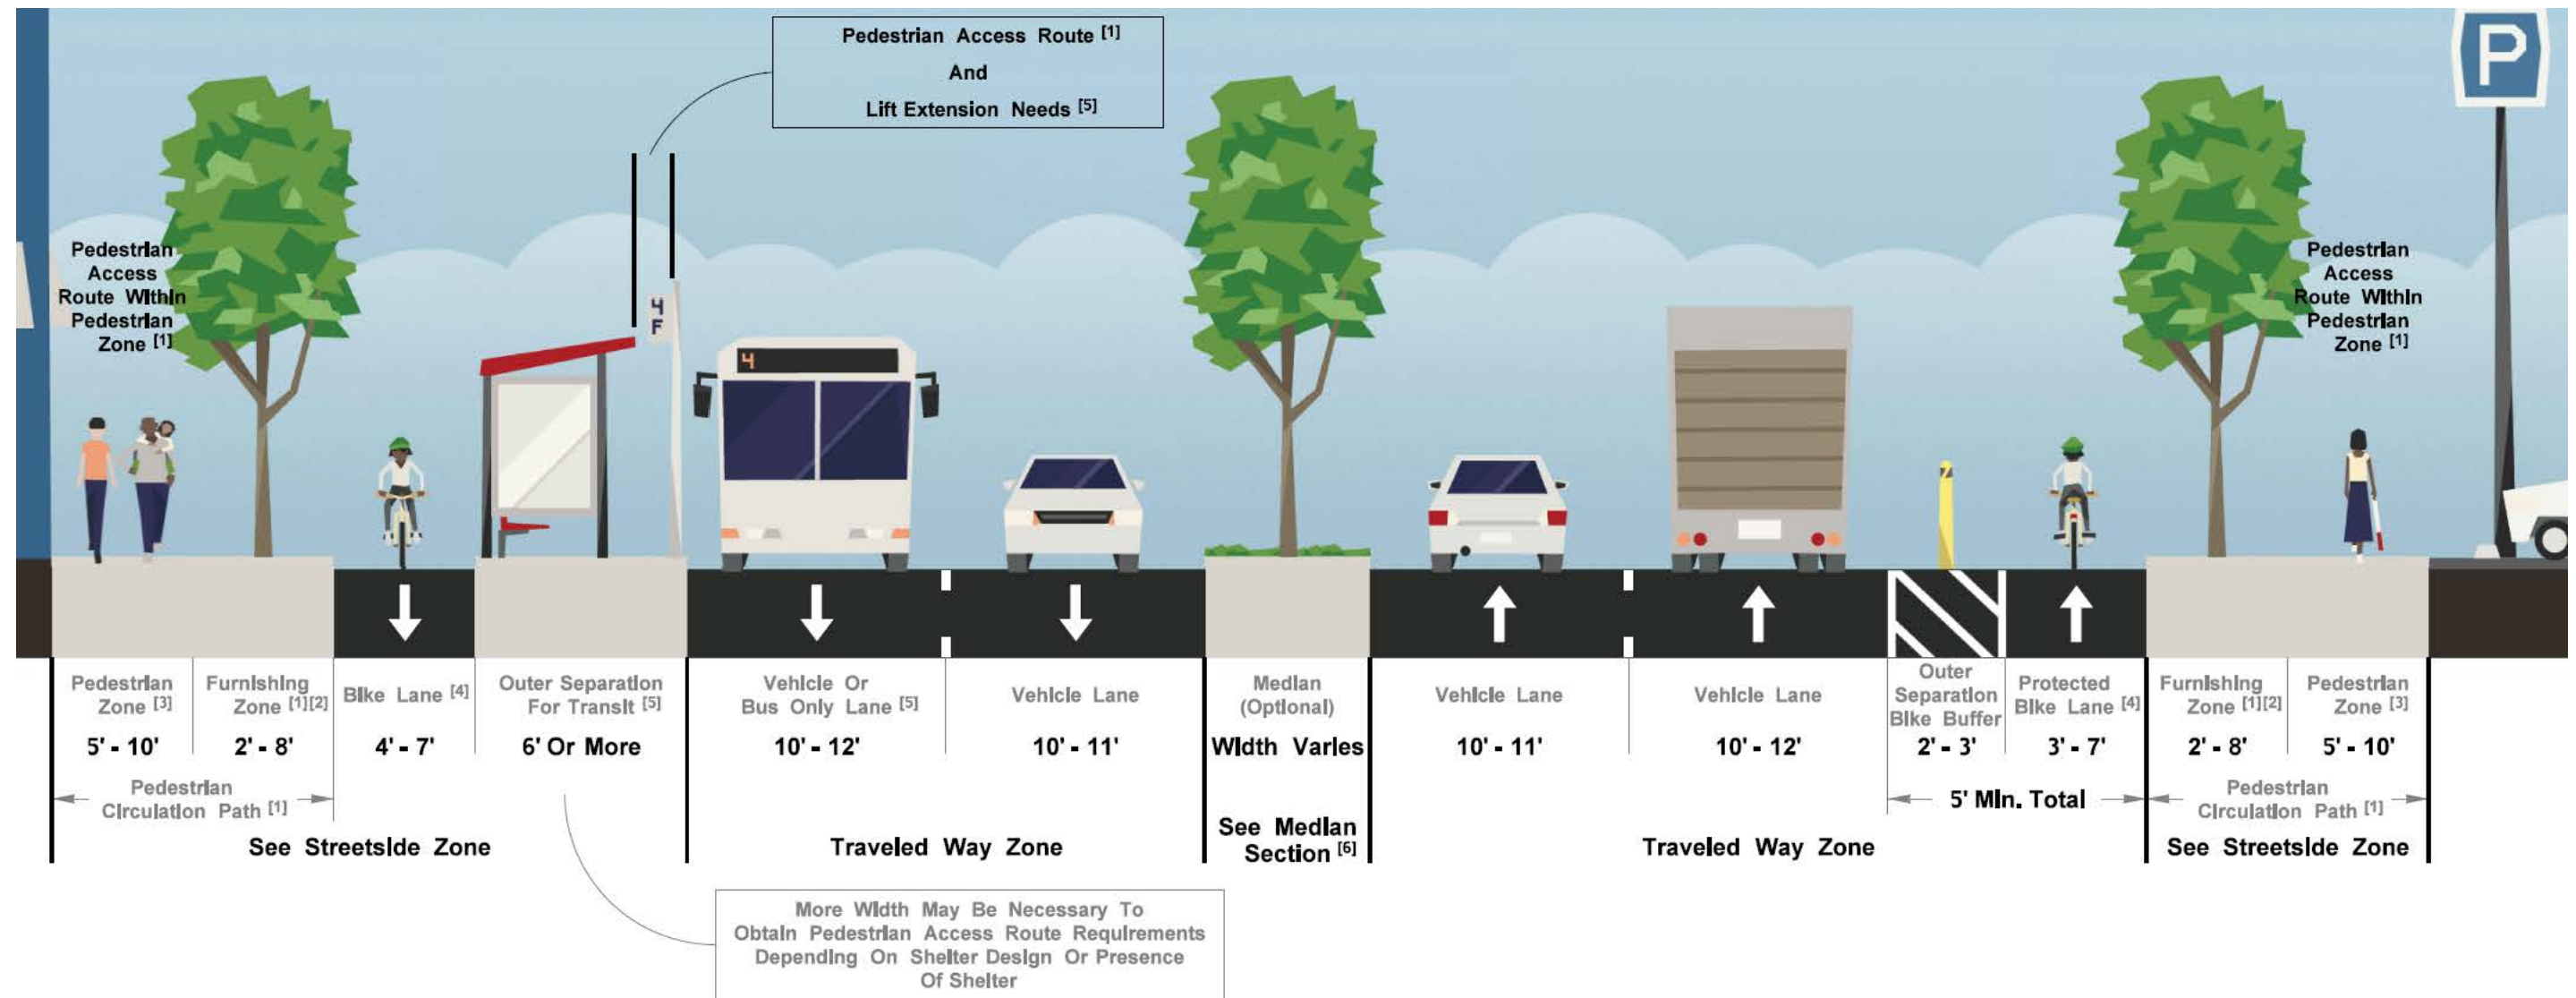 Pedestrian Access Route [1]
And
Lift Extension Needs [5]
P
Pedestrian
Access
Route Within
Pedestrian
Zone [1]
4
F
4
Pedestrian
Access
Route Within
Pedestrian
Zone [1]
Pedestrian
Zone [3]
5' - 10'
Furnishing
Zone [1][2]
2' - 8'
Bike Lane [4]
4' - 7'
Outer Separation
For Transit [5]
6' Or More
Vehicle Or
Bus Only Lane [5]
10' - 12'
Vehicle Lane
10' - 11'
Median
(Optional)
Width Varies
Vehicle Lane
10' - 11'
Vehicle Lane
10' - 12'
Outer
Separation
Bike Buffer
2' - 3'
Protected
Bike Lane [4]
3' - 7'
Furnishing
Zone [1][2]
2' - 8'
Pedestrian
Zone [3]
5' - 10'
Pedestrian
Circulation Path [1]
5' Min. Total
Pedestrian
Circulation Path [1]
See Streetside Zone
Traveled Way Zone
See Median
Section [6]
Traveled Way Zone
See Streetside Zone
More Width May Be Necessary To
Obtain Pedestrian Access Route Requirements
Depending On Shelter Design Or Presence
Of Shelter